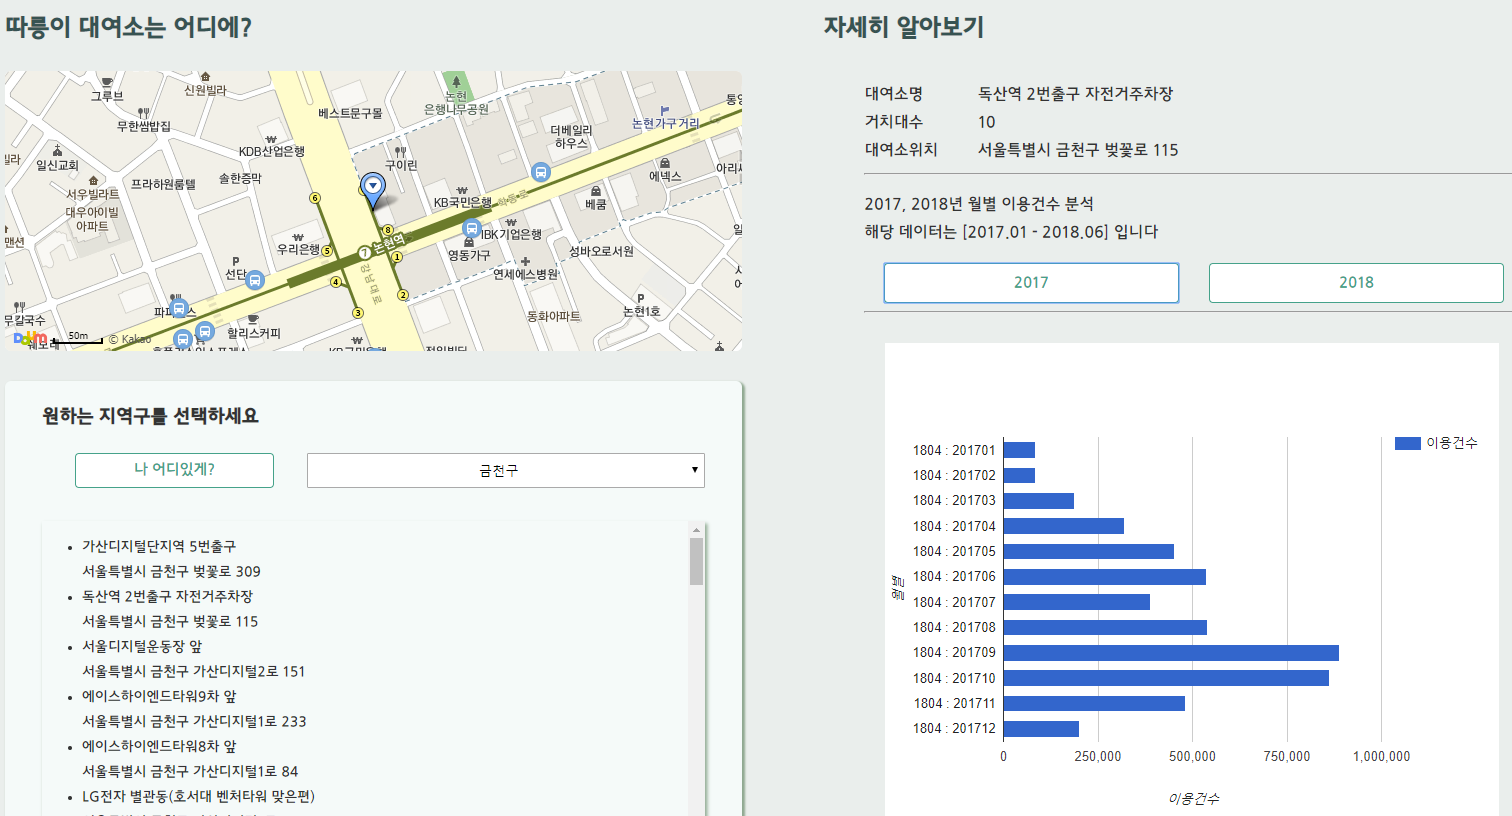 따릉이 대여소는 어디에?
그루브
신원빌라
무한쌈밥집
베스트문구몰
논현
은행나무공원
논현가구거리
통영
KDB산업은행
더베일리
하우스
일신교회
프라하원룸텔
솔한증막
구이린
에넥스
아리
서우빌라트
대우아이빌
아파트
6
KB국민은행
학동로
베쿰
맨션
우리은행
5
7 논현역
8
1
IBK기업은행
영동가구
성바오로서원
선단
4
강남대로
2
연세에스병원
3
동화아파트
논현1호
무칼국수
할리스커피
50m
© Kakao
원하는 지역구를 선택하세요
나 어디있게?
금천구
• 가산디지털단지역 5번출구
서울특별시 금천구 벚꽃로 309
• 독산역 2번출구 자전거주차장
서울특별시 금천구 벚꽃로 115
• 서울디지털운동장 앞
서울특별시 금천구 가산디지털2로 151
• 에이스하이엔드타워9차 앞
서울특별시 금천구 가산디지털1로 233
• 에이스하이엔드타워8차 앞
서울특별시 금천구 가산디지털1로 84
• LG전자 별관동(호서대 벤처타워 맞은편)
자세히 알아보기
대여소명 독산역 2번출구 자전거주차장
거치대수 10
대여소위치 서울특별시 금천구 벚꽃로 115
2017, 2018년 월별 이용건수 분석
해당 데이터는 [2017.01 - 2018.06] 입니다
2017 2018
이용건수
월별
1804 : 201701
1804 : 201702
1804 : 201703
1804 : 201704
1804 : 201705
1804 : 201706
1804 : 201707
1804 : 201708
1804 : 201709
1804 : 201710
1804 : 201711
1804 : 201712
0 250,000 500,000 750,000 1,000,000
이용건수